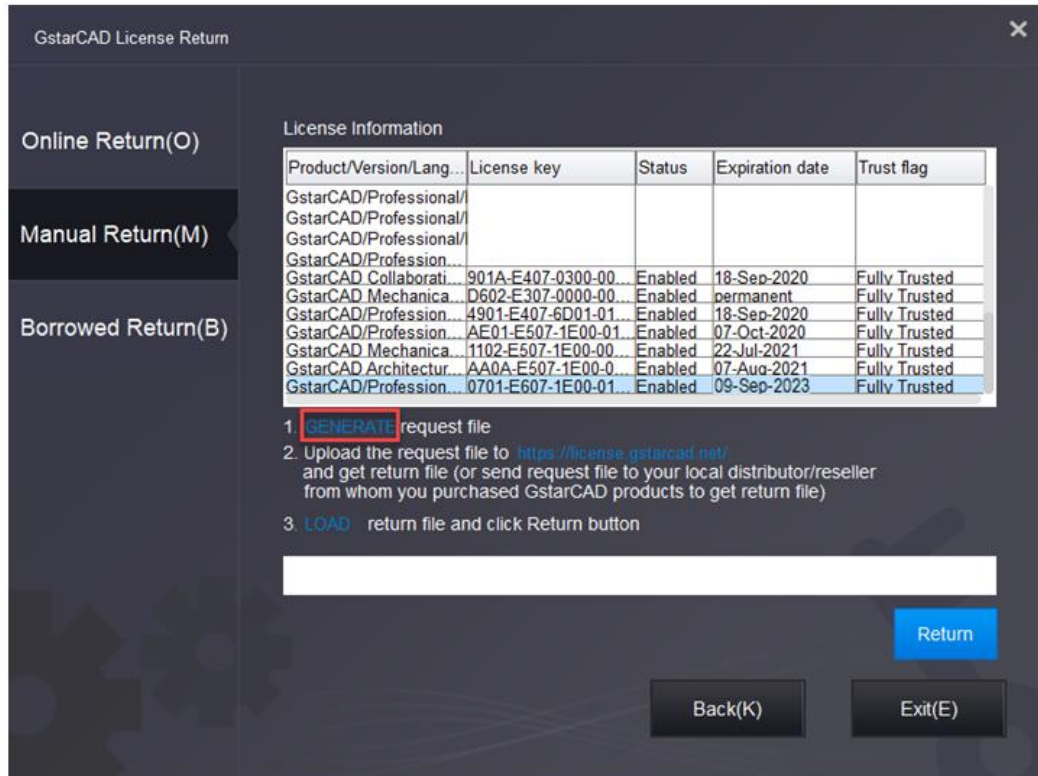 GstarCAD License Return
×
Online Return(O)
Manual Return(M)
Borrowed Return(B)
License Information
Product/Version/Lang... License key Status Expiration date Trust flag
GstarCAD/Professional/
GstarCAD/Professional/
GstarCAD/Professional/
GstarCAD/Profession...
GstarCAD Collaborati... 901A-E407-0300-00... Enabled 18-Sep-2020 Fully Trusted
GstarCAD Mechanica... D602-E307-0000-00... Enabled permanent Fully Trusted
GstarCAD/Profession... 4901-E407-6D01-01... Enabled 18-Sep-2020 Fully Trusted
GstarCAD/Profession... AE01-E507-1E00-01... Enabled 07-Oct-2020 Fully Trusted
GstarCAD Mechanica... 1102-E507-1E00-00... Enabled 22-Jul-2021 Fully Trusted
GstarCAD Architectur... AA0A-E507-1E00-0... Enabled 07-Aug-2021 Fully Trusted
GstarCAD/Profession... 0701-E607-1E00-01... Enabled 09-Sep-2023 Fully Trusted
1. GENERATE request file
2. Upload the request file to https://license.gstarcad.net/
and get return file (or send request file to your local distributor/reseller
from whom you purchased GstarCAD products to get return file)
3. LOAD return file and click Return button
Return
Back(K)
Exit(E)